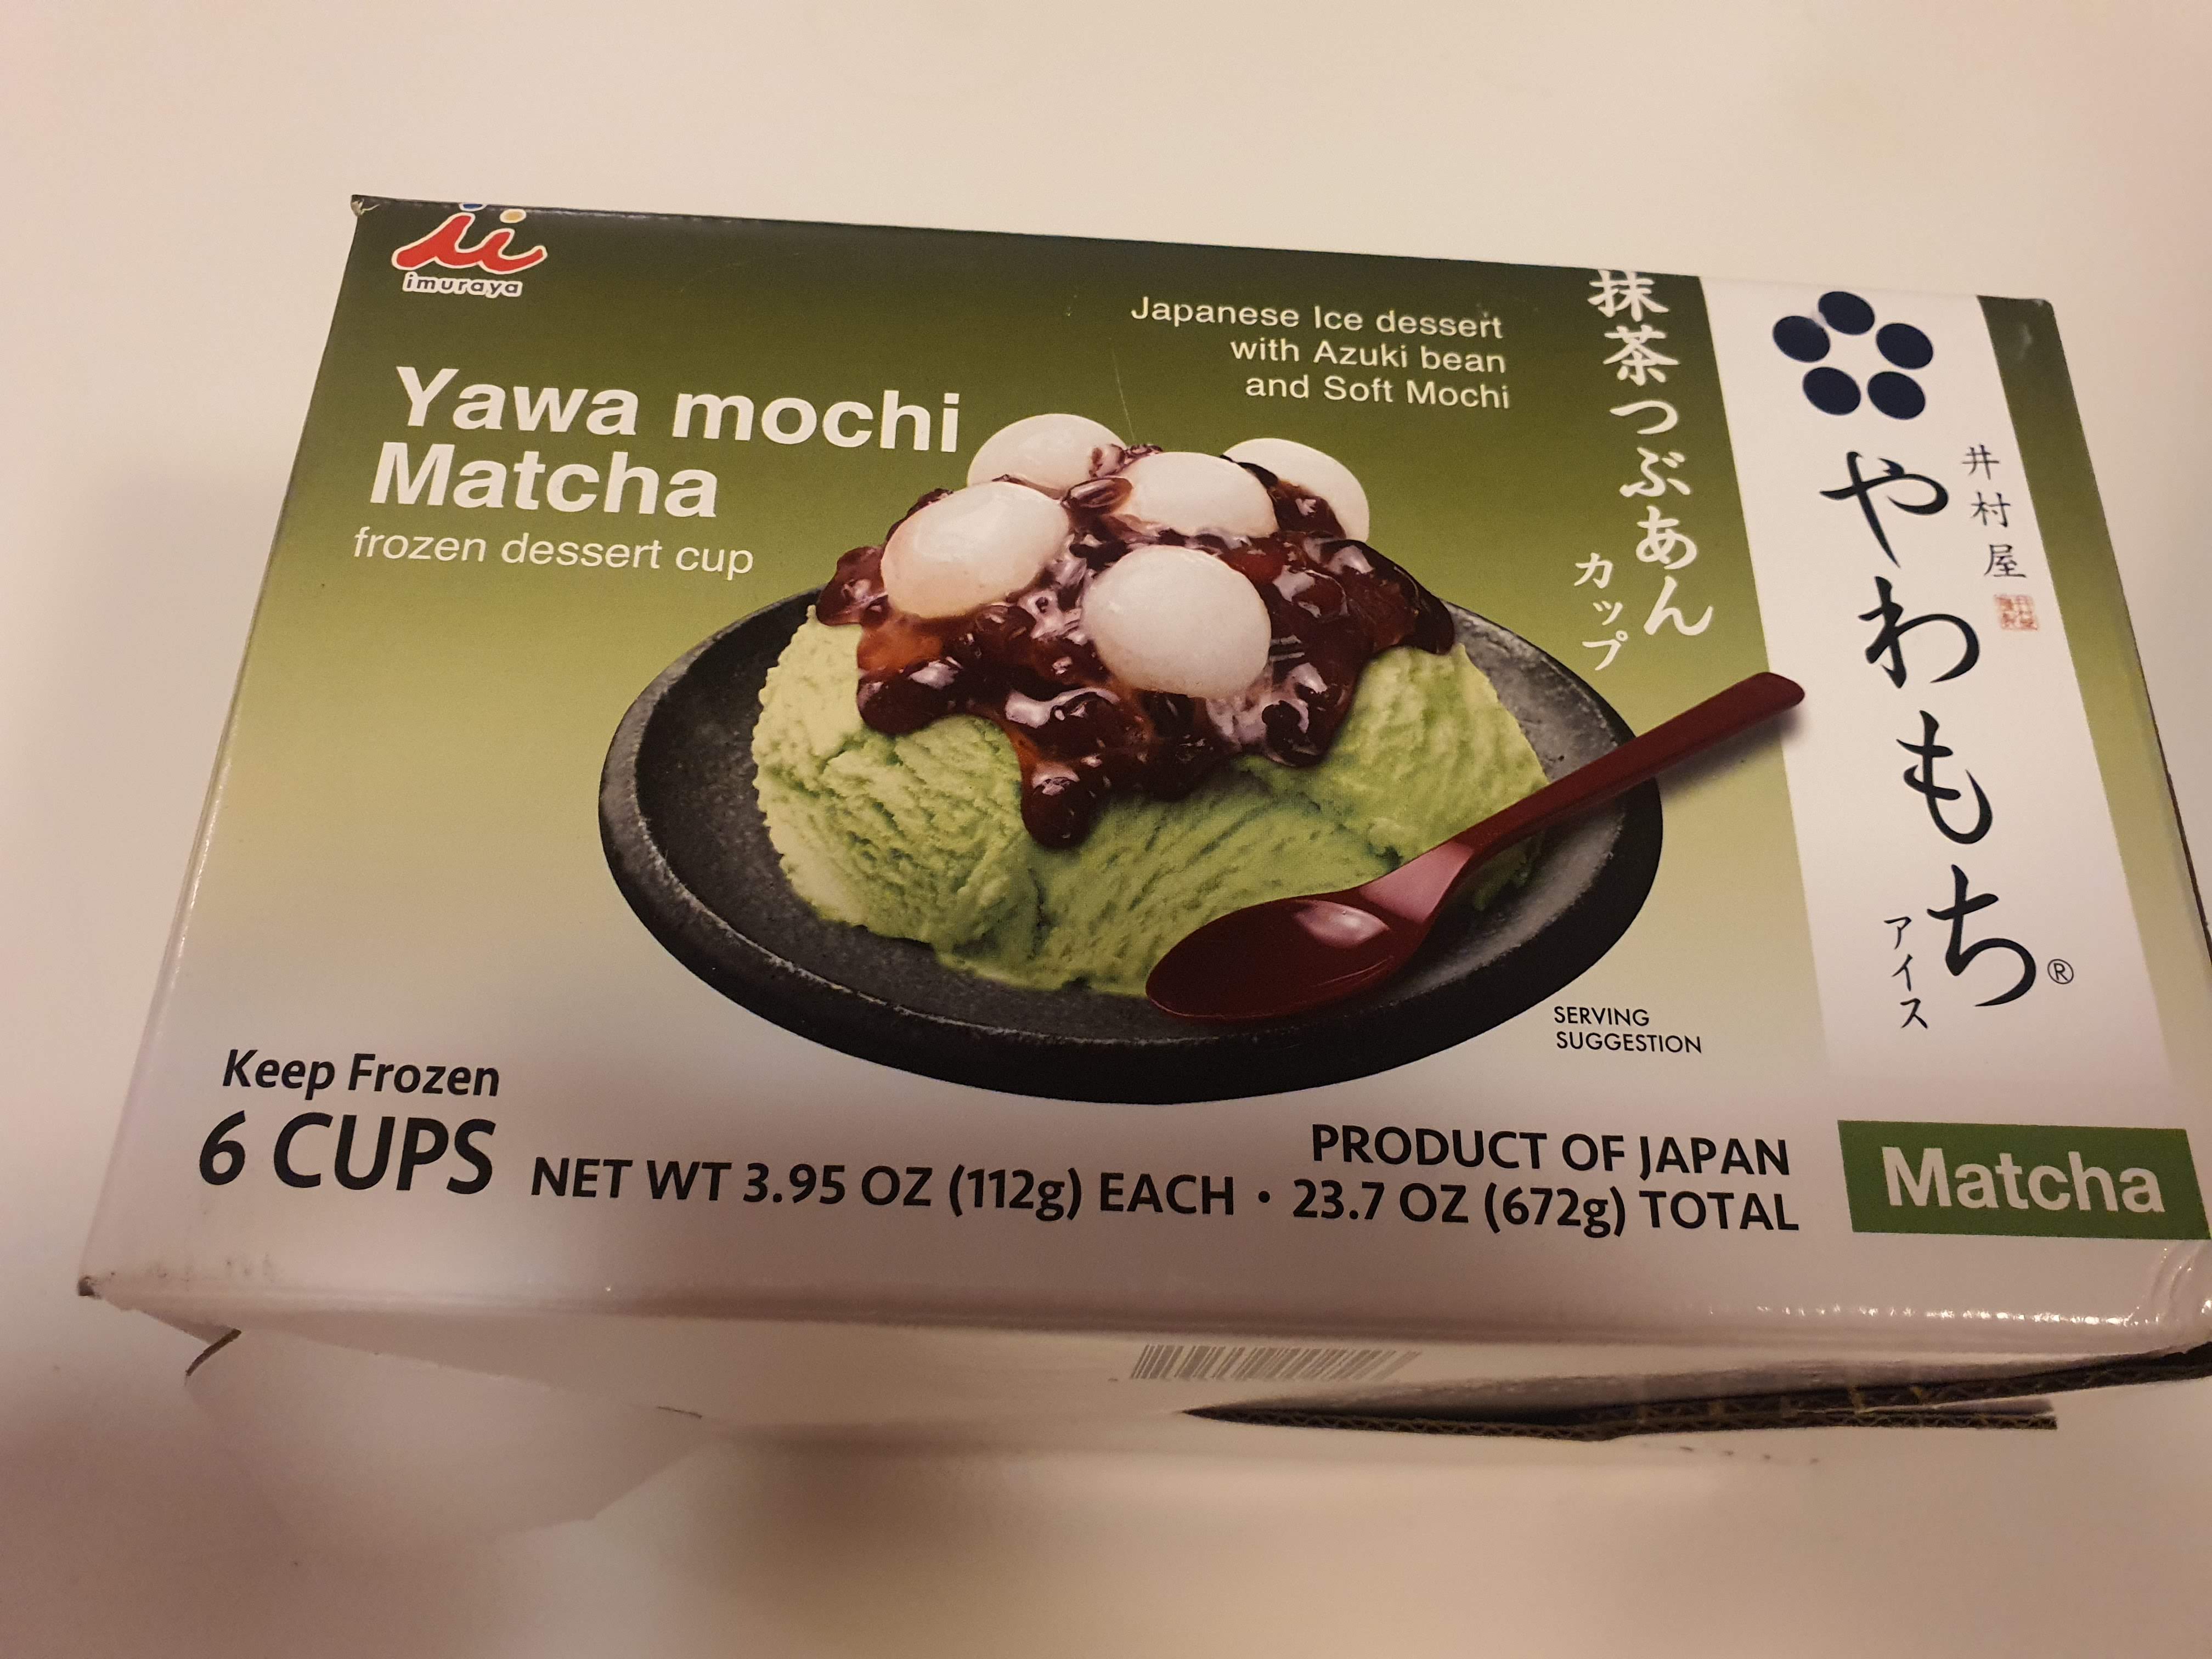 imuraya
Yawa mochi
Matcha
frozen dessert cup
Japanese Ice dessert
with Azuki bean
and Soft Mochi
抹茶つぶあん
カップ
井村屋
やわもち®
アイス
SERVING
SUGGESTION
Keep Frozen
6 CUPS
NET WT 3.95 OZ (112g) EACH • 23.7 OZ (672g) TOTAL
PRODUCT OF JAPAN
Matcha